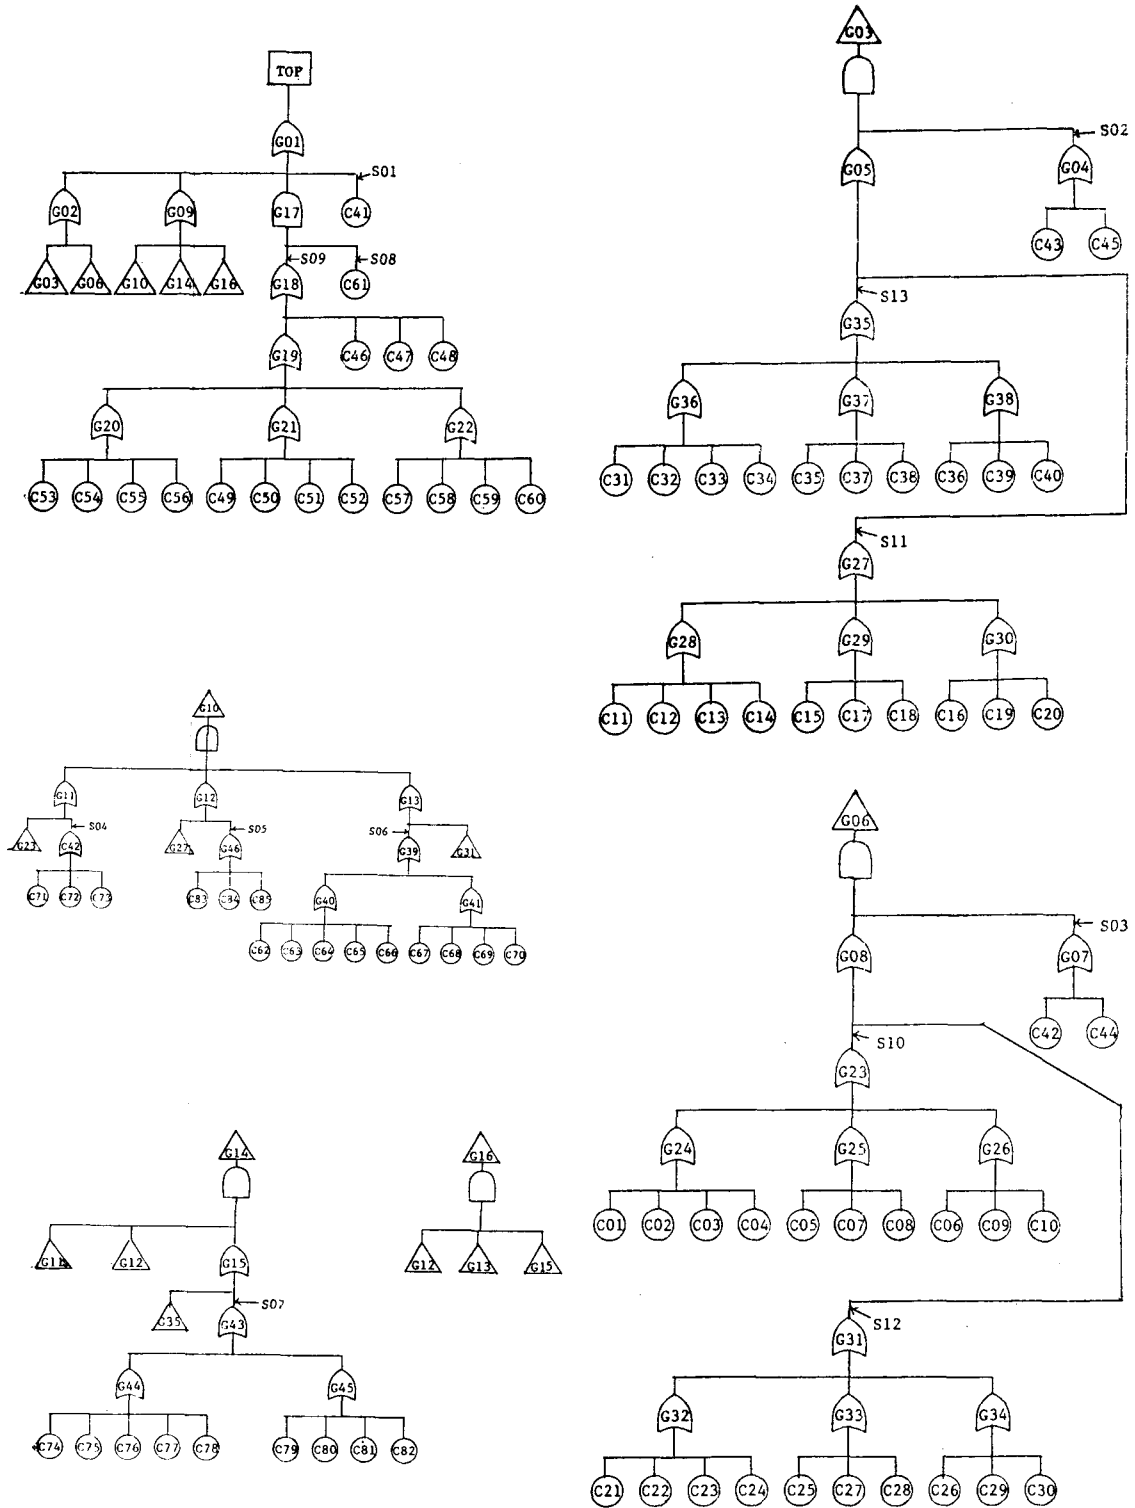 TOP
G01
S01
G02 G09 G17 C41
G03 G06 G10 G14 G16
S09 S08
G18 C61
G19 C46 C47 C48
G20 G21 G22
C53 C54 C55 C56 C49 C50 C51 C52 C57 C58 C59 C60
G03
S02
G05 G04
C43 C45
S13
G35
G36 G37 G38
C31 C32 C33 C34 C35 C37 C38 C36 C39 C40
S11
G27
G28 G29 G30
C11 C12 C13 C14 C15 C17 C18 C16 C19 C20
G10
G11 G12 G13
S04 S05 S06
G23 C42 G27 G46 G39 G31
C71 C72 C73 C83 C84 C85
G40 G41
C62 C63 C64 C65 C66 C67 C68 C69 C70
G06
S03
G08 G07
C42 C44
S10
G23
G24 G25 G26
C01 C02 C03 C04 C05 C07 C08 C06 C09 C10
S12
G31
G32 G33 G34
C21 C22 C23 C24 C25 C27 C28 C26 C29 C30
G14
G11 G12 G15
S07
G35 G43
G44 G45
C74 C75 C76 C77 C78 C79 C80 C81 C82
G16
G12 G13 G15